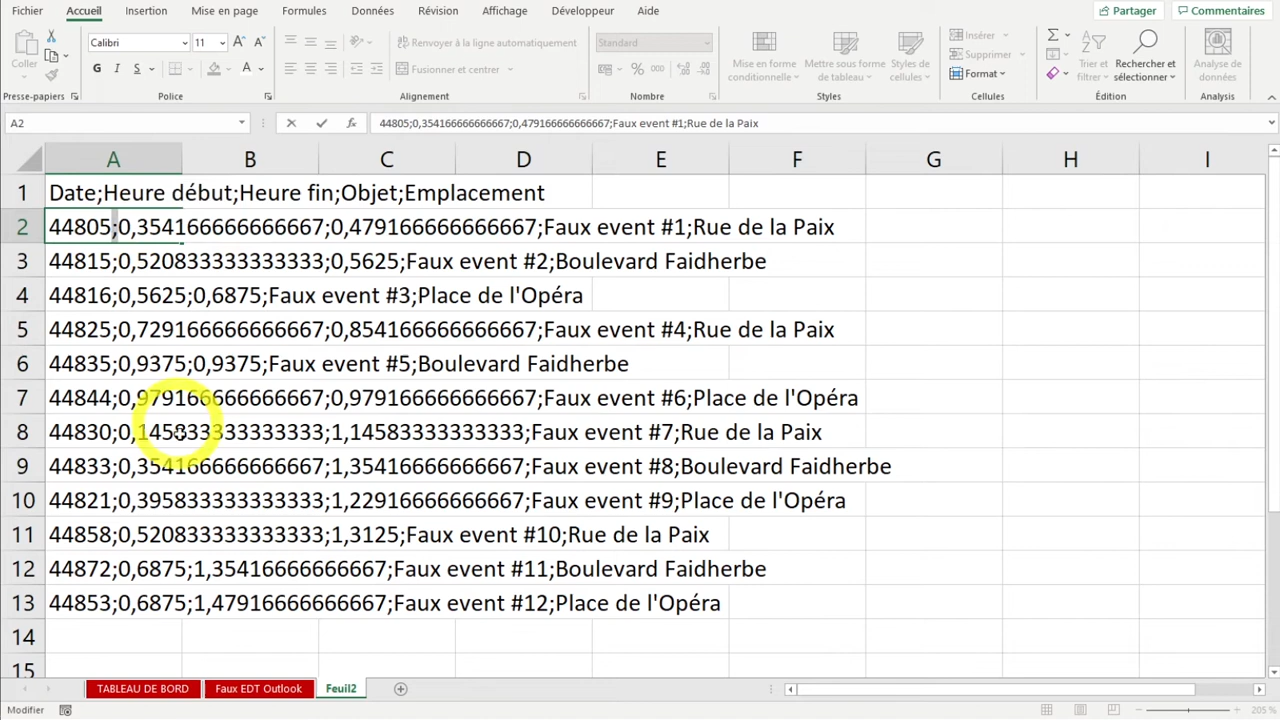 Fichier Accueil Insertion Mise en page Formules Données Révision Affichage Développeur Aide Partager Commentaires
Calibri 11 Renvoyer à la ligne automatiquement Standard Insérer
Coller Supprimer
G I S Fusionner et centrer % 000 Mise en forme conditionnelle Mettre sous forme de tableau Styles de cellules Format Trier et filtrer Rechercher et sélectionner Analyse de données
Presse-papiers Police Alignement Nombre Styles Cellules Édition Analysis
A2 fx 44805;0,354166666666667;0,479166666666667;Faux event #1;Rue de la Paix
A B C D E F G H I
1 Date;Heure début;Heure fin;Objet;Emplacement
2 44805;0,354166666666667;0,479166666666667;Faux event #1;Rue de la Paix
3 44815;0,520833333333333;0,5625;Faux event #2;Boulevard Faidherbe
4 44816;0,5625;0,6875;Faux event #3;Place de l'Opéra
5 44825;0,729166666666667;0,854166666666667;Faux event #4;Rue de la Paix
6 44835;0,9375;0,9375;Faux event #5;Boulevard Faidherbe
7 44844;0,979166666666667;0,979166666666667;Faux event #6;Place de l'Opéra
8 44830;0,145833333333333;1,14583333333333;Faux event #7;Rue de la Paix
9 44833;0,354166666666667;1,35416666666667;Faux event #8;Boulevard Faidherbe
10 44821;0,395833333333333;1,22916666666667;Faux event #9;Place de l'Opéra
11 44858;0,520833333333333;1,3125;Faux event #10;Rue de la Paix
12 44872;0,6875;1,35416666666667;Faux event #11;Boulevard Faidherbe
13 44853;0,6875;1,47916666666667;Faux event #12;Place de l'Opéra
14
15
TABLEAU DE BORD Faux EDT Outlook Feuil2
Modifier 205 %